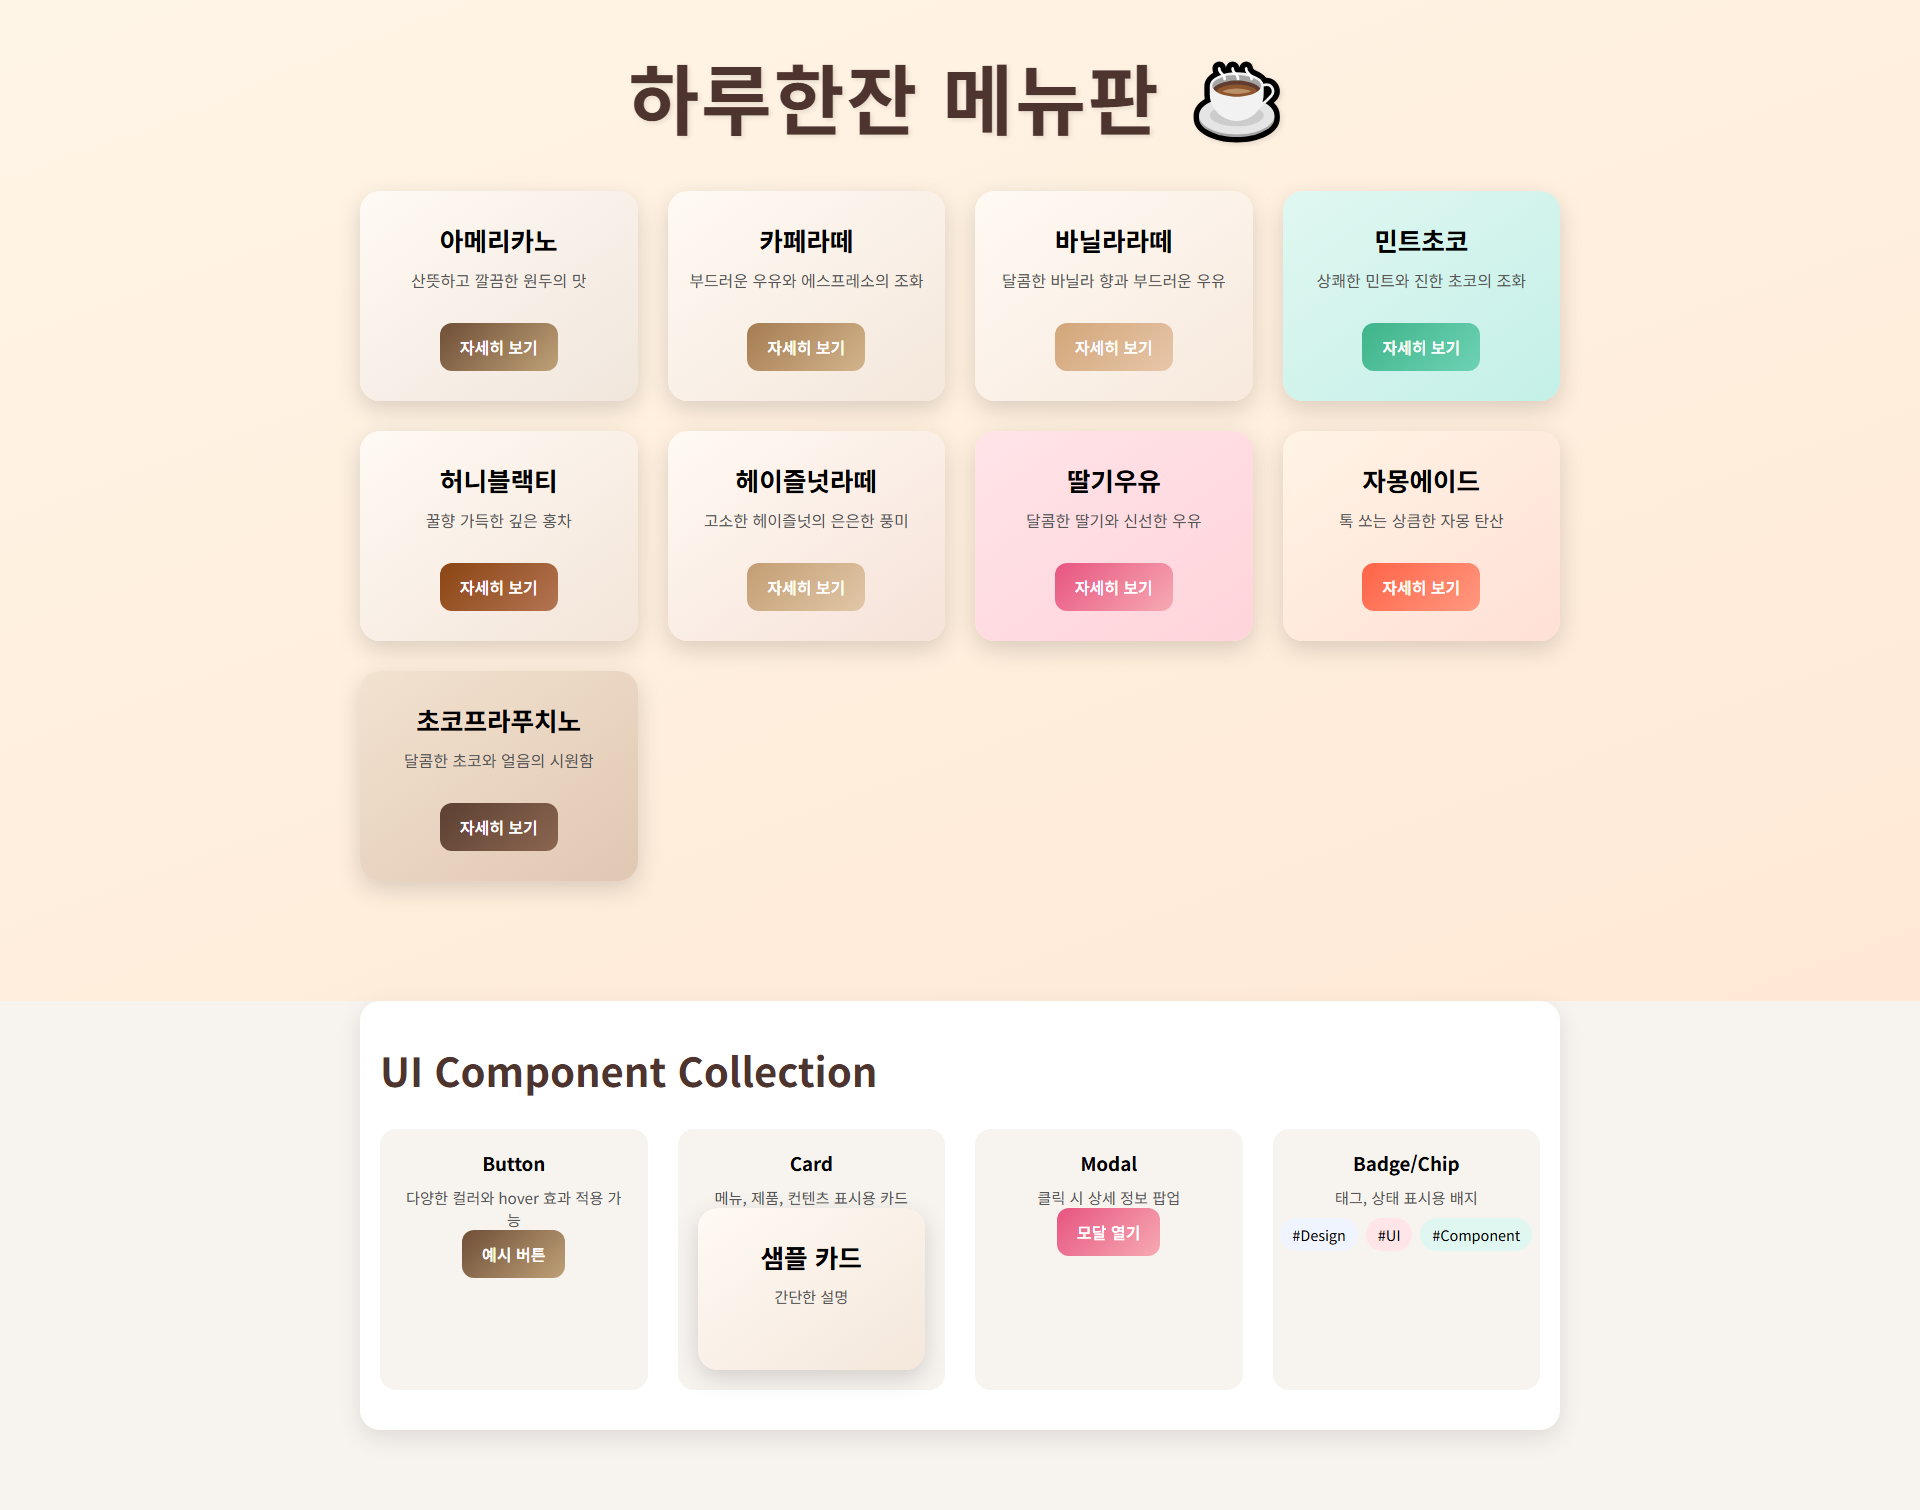 하루한잔 메뉴판
아메리카노
산뜻하고 깔끔한 원두의 맛
자세히 보기
카페라떼
부드러운 우유와 에스프레소의 조화
자세히 보기
바닐라라떼
달콤한 바닐라 향과 부드러운 우유
자세히 보기
민트초코
상쾌한 민트와 진한 초코의 조화
자세히 보기
허니블랙티
꿀향 가득한 깊은 홍차
자세히 보기
헤이즐넛라떼
고소한 헤이즐넛의 은은한 풍미
자세히 보기
딸기우유
달콤한 딸기와 신선한 우유
자세히 보기
자몽에이드
톡 쏘는 상큼한 자몽 탄산
자세히 보기
초코프라푸치노
달콤한 초코와 얼음의 시원함
자세히 보기
UI Component Collection
Button
다양한 컬러와 hover 효과 적용 가
능
예시 버튼
Card
메뉴, 제품, 컨텐츠 표시용 카드
샘플 카드
간단한 설명
Modal
클릭 시 상세 정보 팝업
모달 열기
Badge/Chip
태그, 상태 표시용 배지
#Design #UI #Component